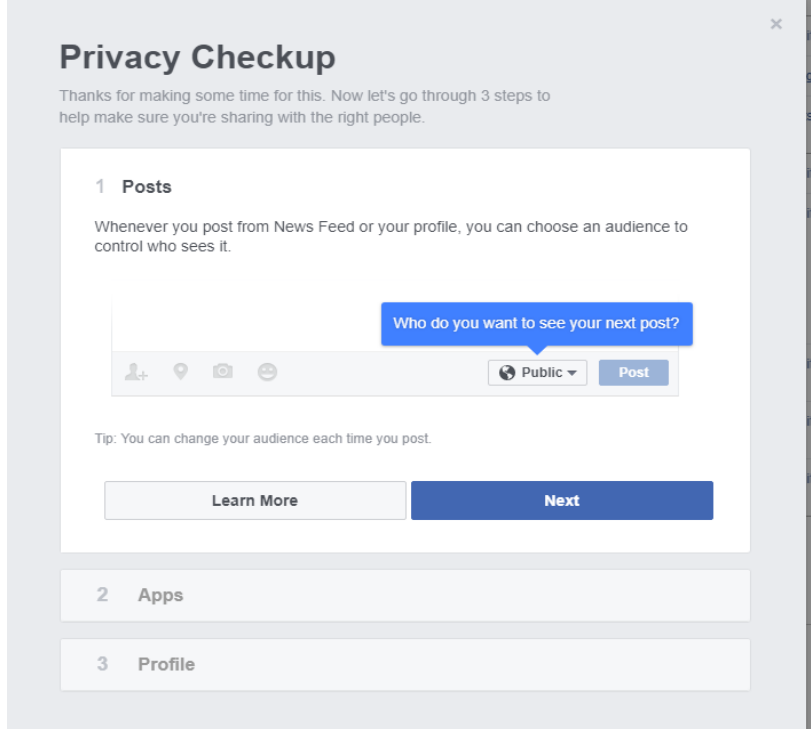 Privacy Checkup
Thanks for making some time for this. Now let's go through 3 steps to
help make sure you're sharing with the right people.
1 Posts
Whenever you post from News Feed or your profile, you can choose an audience to
control who sees it.
Who do you want to see your next post?
Public Post
Tip: You can change your audience each time you post.
Learn More Next
2 Apps
3 Profile